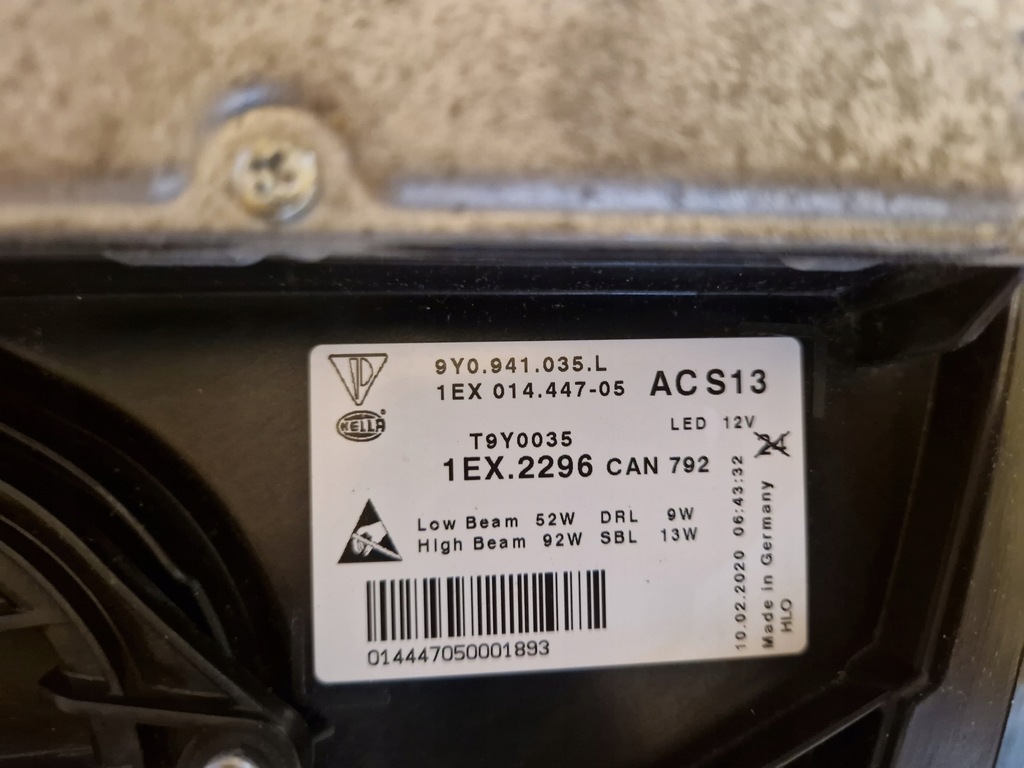 9Y0.941.035.L
1EX 014.447-05
AC S13
HELLA
LED 12V
24
T9Y0035
1EX.2296 CAN 792
Low Beam 52W DRL 9W
High Beam 92W SBL 13W
014447050001893
10.02.2020 06:43:32
Made in Germany
HLO